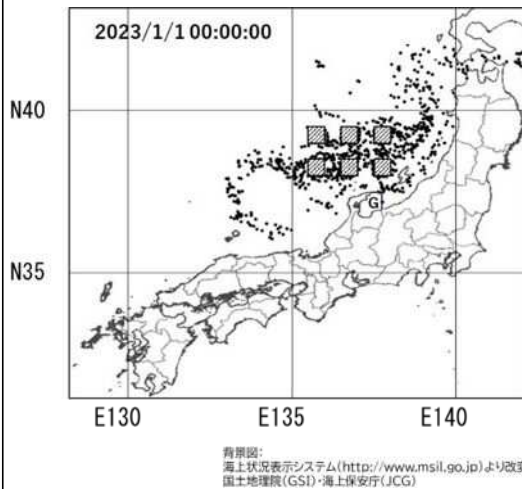 2023/1/1 00:00:00
N40
G
N35
E130 E135 E140
背景図:
海上状況表示システム(http://www.msil.go.jp)より改変
国土地理院(GSI)・海上保安庁(JCG)